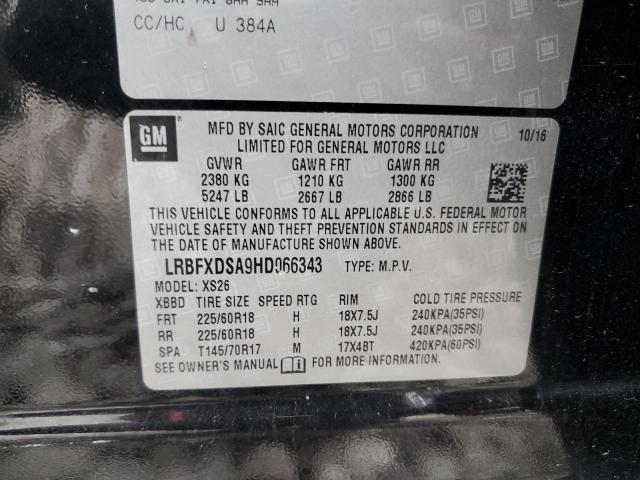 CC/HC U 384A
GM
MFD BY SAIC GENERAL MOTORS CORPORATION 10/16
LIMITED FOR GENERAL MOTORS LLC
GVWR GAWR FRT GAWR RR
2380 KG 1210 KG 1300 KG
5247 LB 2667 LB 2866 LB
THIS VEHICLE CONFORMS TO ALL APPLICABLE U.S. FEDERAL MOTOR
VEHICLE SAFETY AND THEFT PREVENTION STANDARDS IN EFFECT ON THE
DATE OF MANUFACTURE SHOWN ABOVE.
LRBFXDSA9HD066343 TYPE: M.P.V.
MODEL: XS26
XBBD TIRE SIZE SPEED RTG RIM COLD TIRE PRESSURE
FRT 225/60R18 H 18X7.5J 240KPA(35PSI)
RR 225/60R18 H 18X7.5J 240KPA(35PSI)
SPA T145/70R17 M 17X4BT 420KPA(60PSI)
SEE OWNER'S MANUAL i FOR MORE INFORMATION